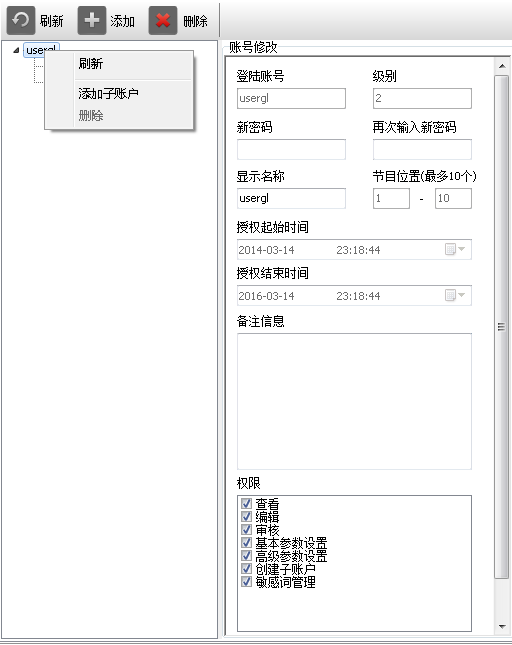 刷新 添加 删除
usergl
刷新
添加子账户
删除
账号修改
登陆账号 级别
usergl 2
新密码 再次输入新密码
显示名称 节目位置(最多10个)
usergl 1 - 10
授权起始时间
2014-03-14 23:18:44
授权结束时间
2016-03-14 23:18:44
备注信息
权限
查看
编辑
审核
基本参数设置
高级参数设置
创建子账户
敏感词管理